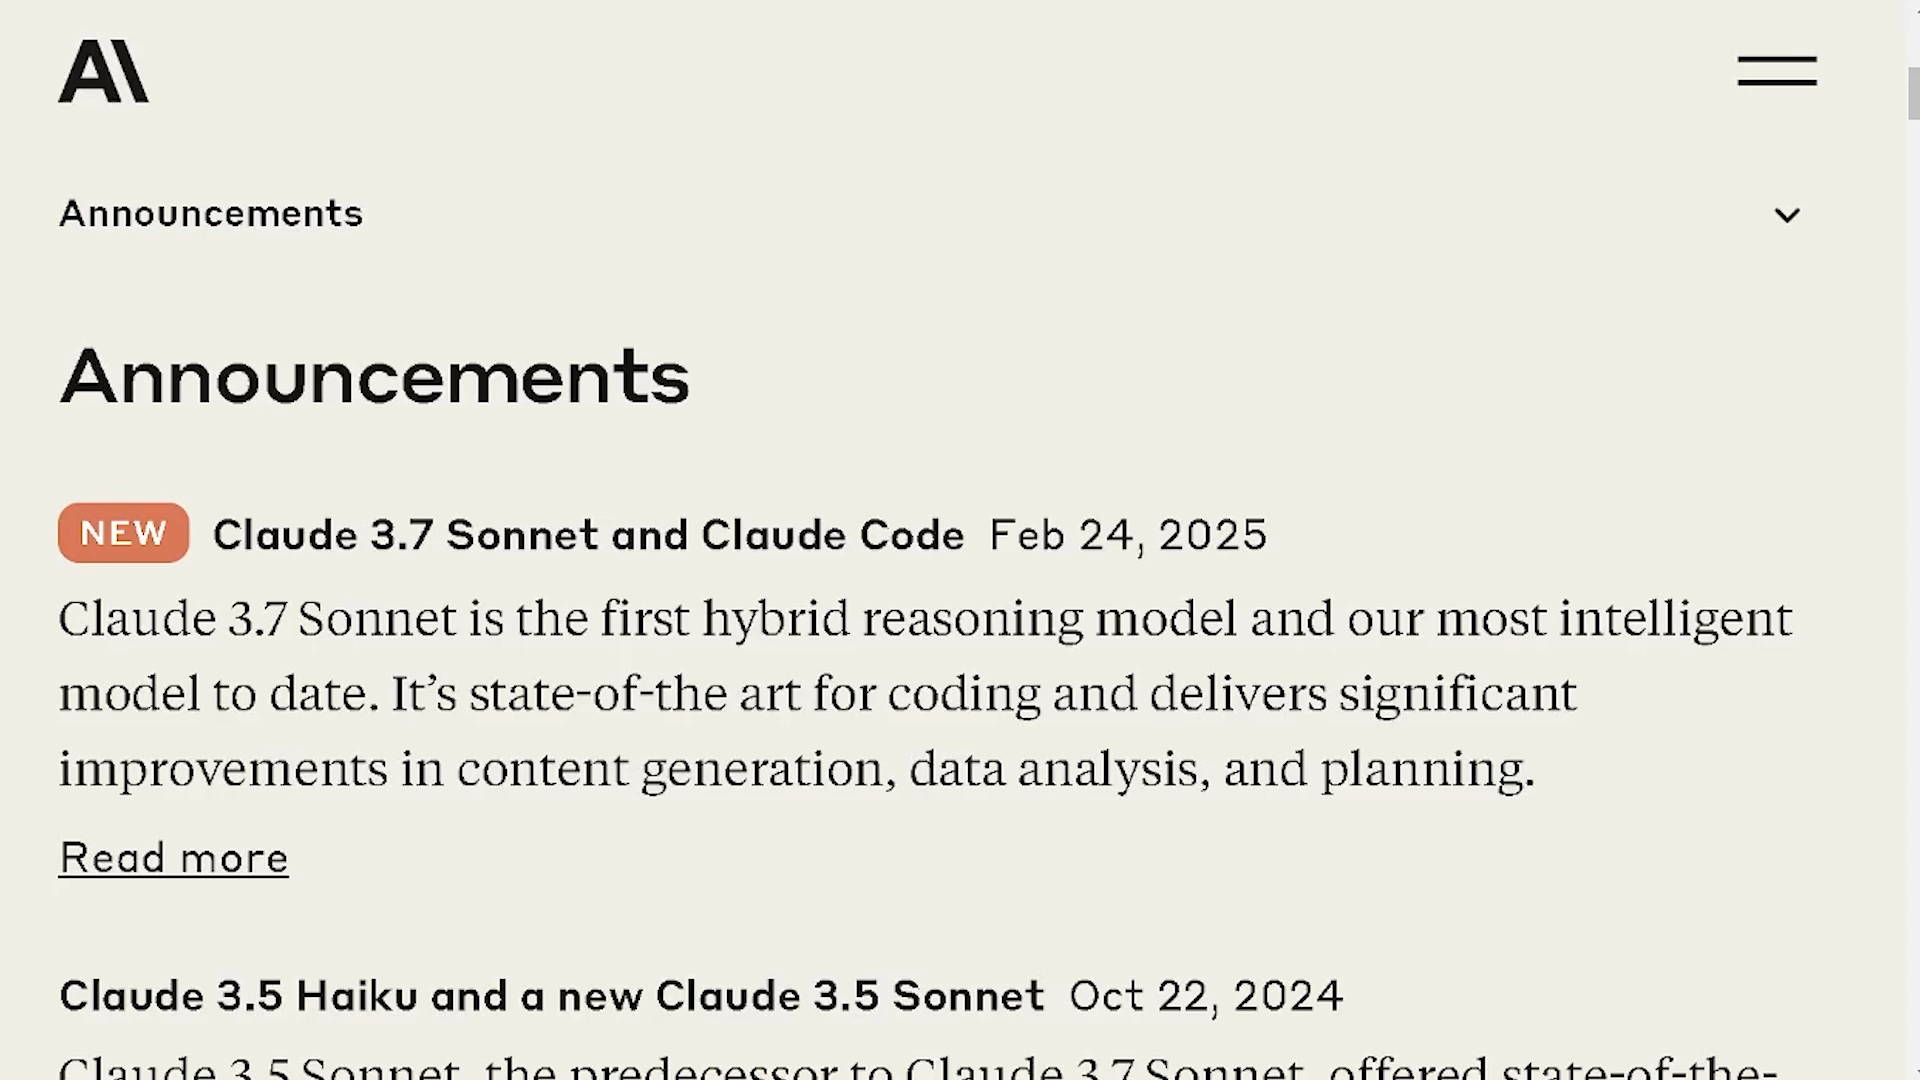 A\
Announcements
Announcements
NEW Claude 3.7 Sonnet and Claude Code Feb 24, 2025
Claude 3.7 Sonnet is the first hybrid reasoning model and our most intelligent
model to date. It’s state-of-the art for coding and delivers significant
improvements in content generation, data analysis, and planning.
Read more
Claude 3.5 Haiku and a new Claude 3.5 Sonnet Oct 22, 2024
Claude 3.5 Sonnet, the predecessor to Claude 3.7 Sonnet, offered state-of-the-